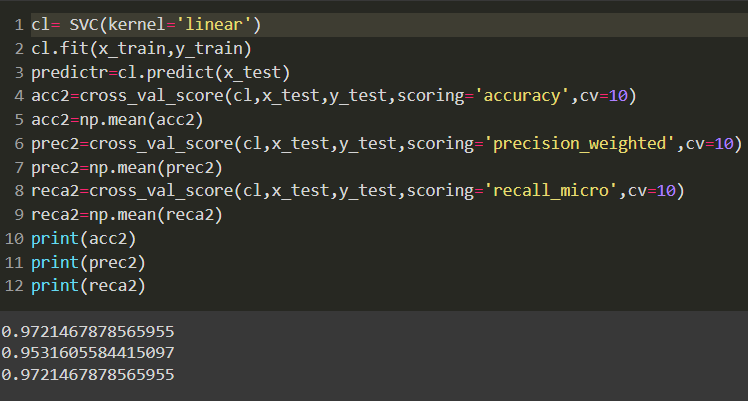 1 cl= SVC(kernel='linear')
2 cl.fit(x_train,y_train)
3 predictr=cl.predict(x_test)
4 acc2=cross_val_score(cl,x_test,y_test,scoring='accuracy',cv=10)
5 acc2=np.mean(acc2)
6 prec2=cross_val_score(cl,x_test,y_test,scoring='precision_weighted',cv=10)
7 prec2=np.mean(prec2)
8 reca2=cross_val_score(cl,x_test,y_test,scoring='recall_micro',cv=10)
9 reca2=np.mean(reca2)
10 print(acc2)
11 print(prec2)
12 print(reca2)
0.9721467878565955
0.9531605584415097
0.9721467878565955